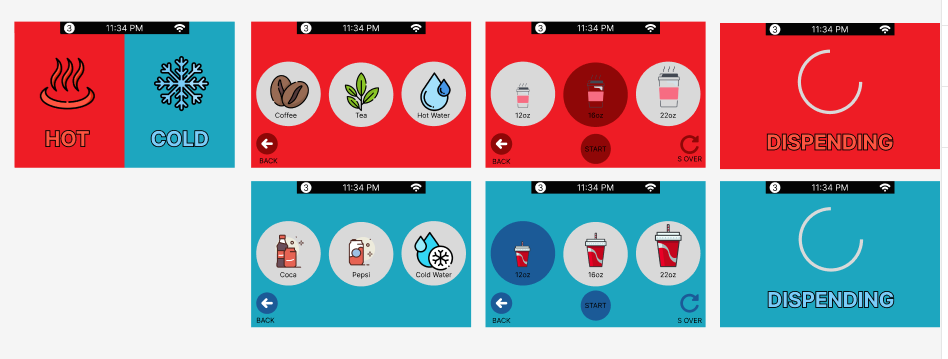 3 11:34 PM
HOT COLD
3 11:34 PM
Coffee Tea Hot Water
BACK
3 11:34 PM
12oz 16oz 22oz
START
BACK S OVER
3 11:34 PM
DISPENDING
3 11:34 PM
Coca Pepsi Cold Water
BACK
3 11:34 PM
12oz 16oz 22oz
START
BACK S OVER
3 11:34 PM
DISPENDING